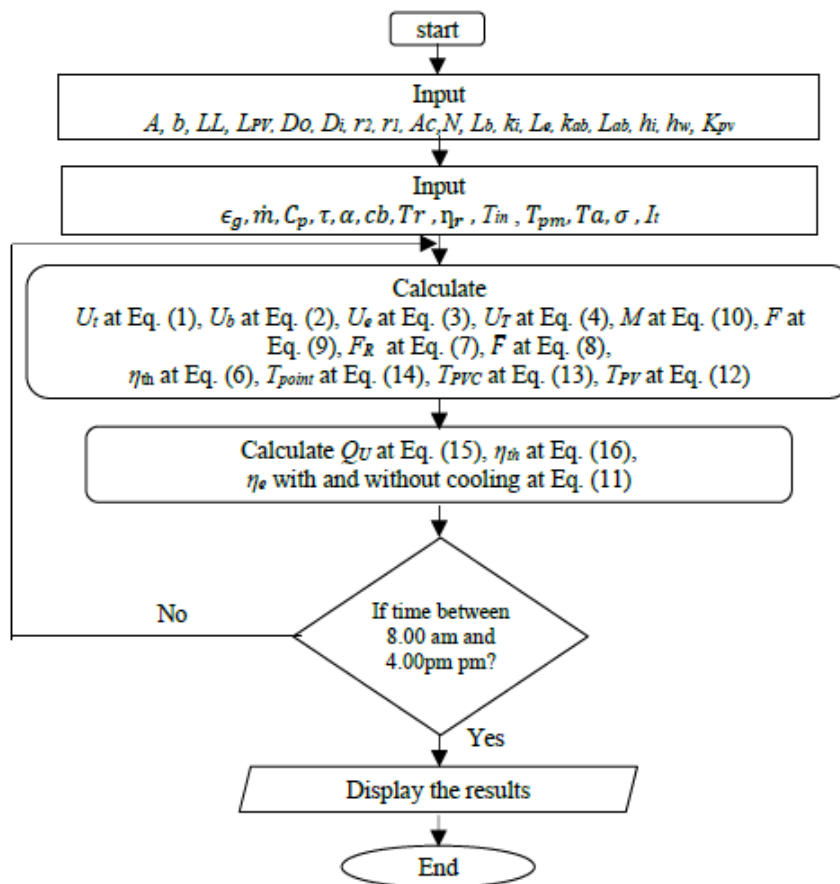 start
Input
A, b, LL, LPV, Do, Di, r2, r1, Ac,N, Lb, ki, Le, kab, Lab, hi, hw, Kpv
Input
ϵg, ṁ, Cp, τ, α, cb, Tr , ηr , Tin , Tpm, Ta, σ , It
Calculate
Ut at Eq. (1), Ub at Eq. (2), Ue at Eq. (3), UT at Eq. (4), M at Eq. (10), F at
Eq. (9), FR at Eq. (7), F̄ at Eq. (8),
ηth at Eq. (6), Tpoint at Eq. (14), TPVC at Eq. (13), TPV at Eq. (12)
Calculate QU at Eq. (15), ηth at Eq. (16),
ηe with and without cooling at Eq. (11)
If time between
8.00 am and
4.00pm pm?
No
Yes
Display the results
End